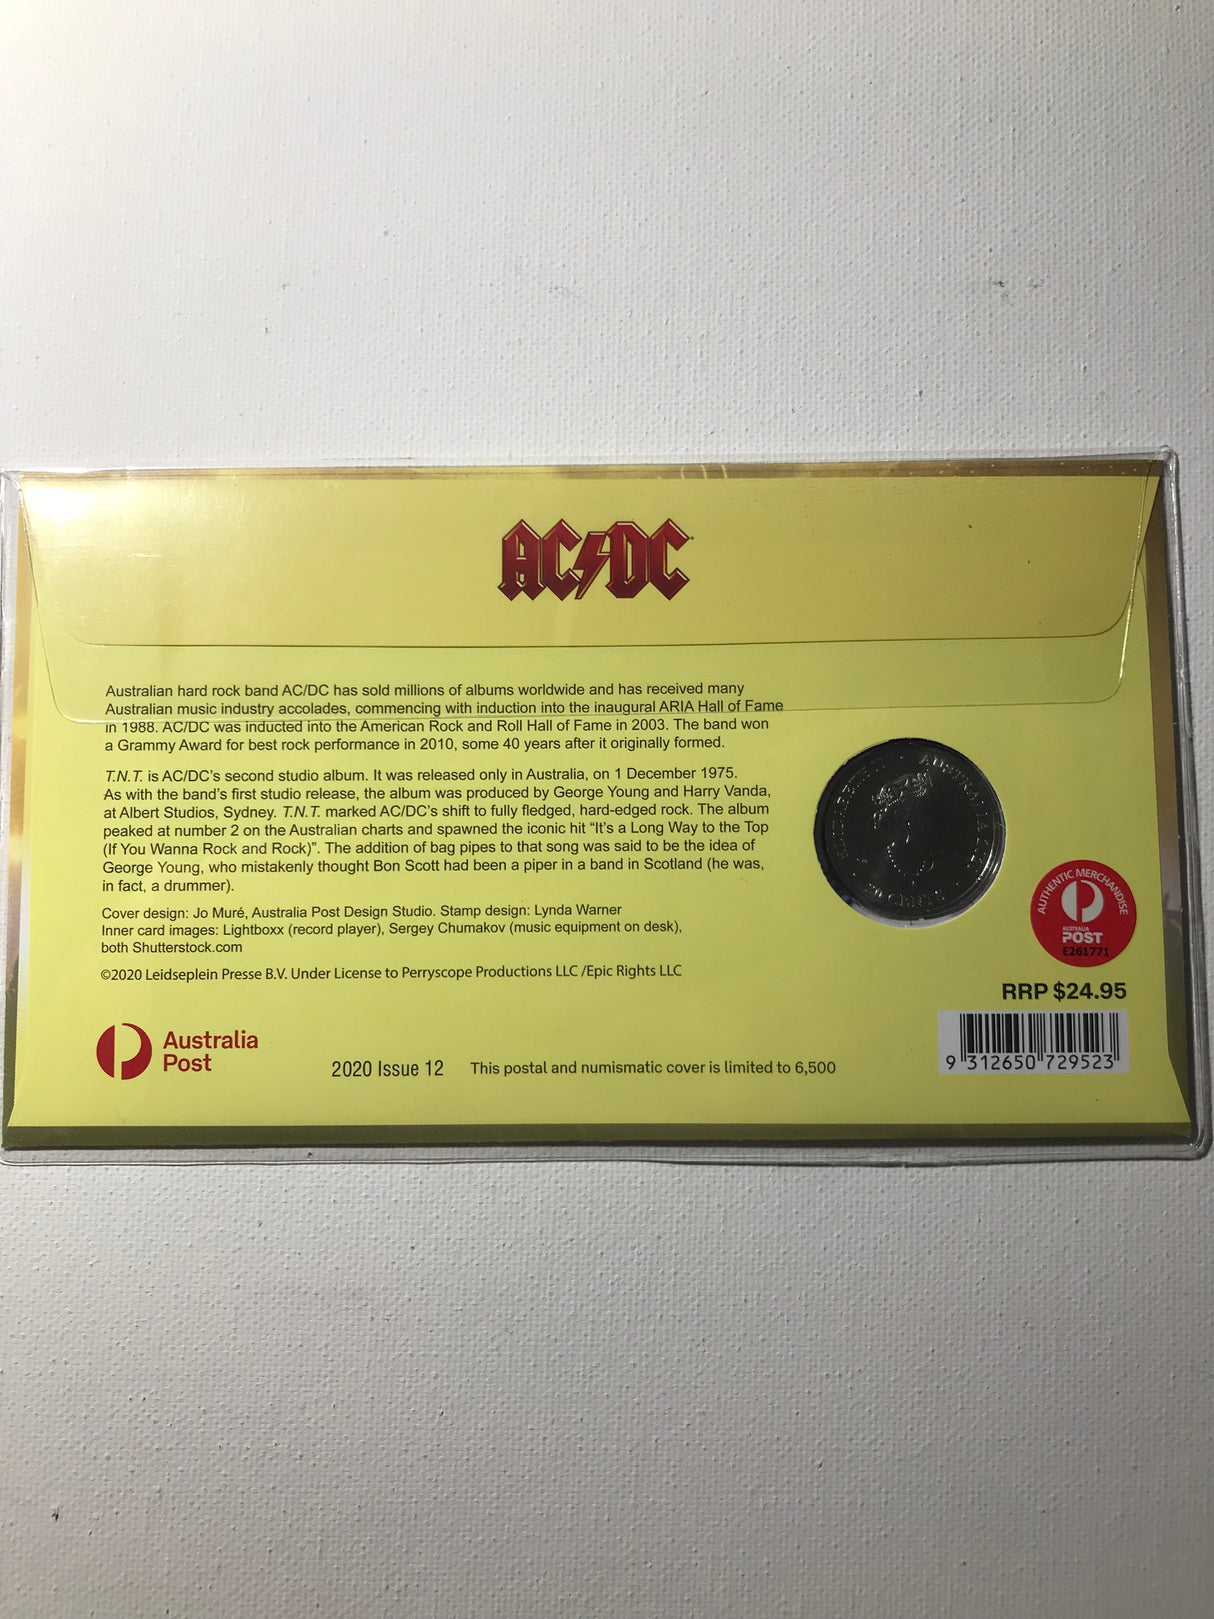 AC/DC
Australian hard rock band AC/DC has sold millions of albums worldwide and has received many
Australian music industry accolades, commencing with induction into the inaugural ARIA Hall of Fame
in 1988. AC/DC was inducted into the American Rock and Roll Hall of Fame in 2003. The band won
a Grammy Award for best rock performance in 2010, some 40 years after it originally formed.
T.N.T. is AC/DC's second studio album. It was released only in Australia, on 1 December 1975.
As with the band's first studio release, the album was produced by George Young and Harry Vanda,
at Albert Studios, Sydney. T.N.T. marked AC/DC's shift to fully fledged, hard-edged rock. The album
peaked at number 2 on the Australian charts and spawned the iconic hit “It's a Long Way to the Top
(If You Wanna Rock and Rock)”. The addition of bag pipes to that song was said to be the idea of
George Young, who mistakenly thought Bon Scott had been a piper in a band in Scotland (he was,
in fact, a drummer).
Cover design: Jo Muré, Australia Post Design Studio. Stamp design: Lynda Warner
Inner card images: Lightboxx (record player), Sergey Chumakov (music equipment on desk),
both Shutterstock.com
©2020 Leidseplein Presse B.V. Under License to Perryscope Productions LLC /Epic Rights LLC
ELIZABETH II · AUSTRALIA
20 CENTS
AUTHENTIC MERCHANDISE
AUSTRALIA
POST
E261771
RRP $24.95
9 312650 729523
Australia
Post
2020 Issue 12
This postal and numismatic cover is limited to 6,500